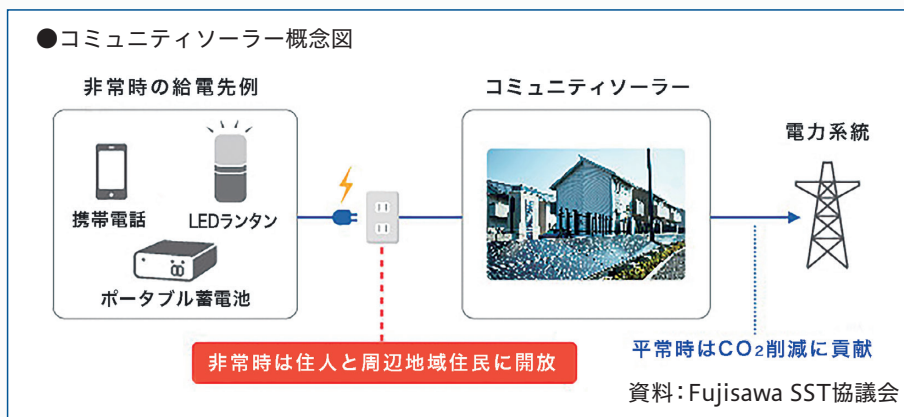 ●コミュニティソーラー概念図
非常時の給電先例
コミュニティソーラー
電力系統
携帯電話
LEDランタン
ポータブル蓄電池
非常時は住人と周辺地域住民に開放
平常時はCO₂削減に貢献
資料：Fujisawa SST協議会